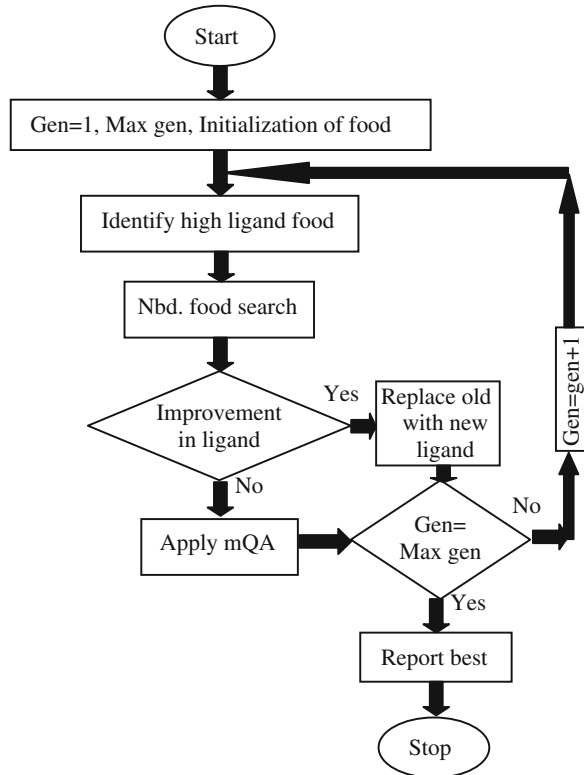 Start
Gen=1, Max gen, Initialization of food
Identify high ligand food
Nbd. food search
Improvement
in ligand
Yes
Replace old
with new
ligand
No
Apply mQA
Gen=
Max gen
No
Gen=gen+1
Yes
Report best
Stop